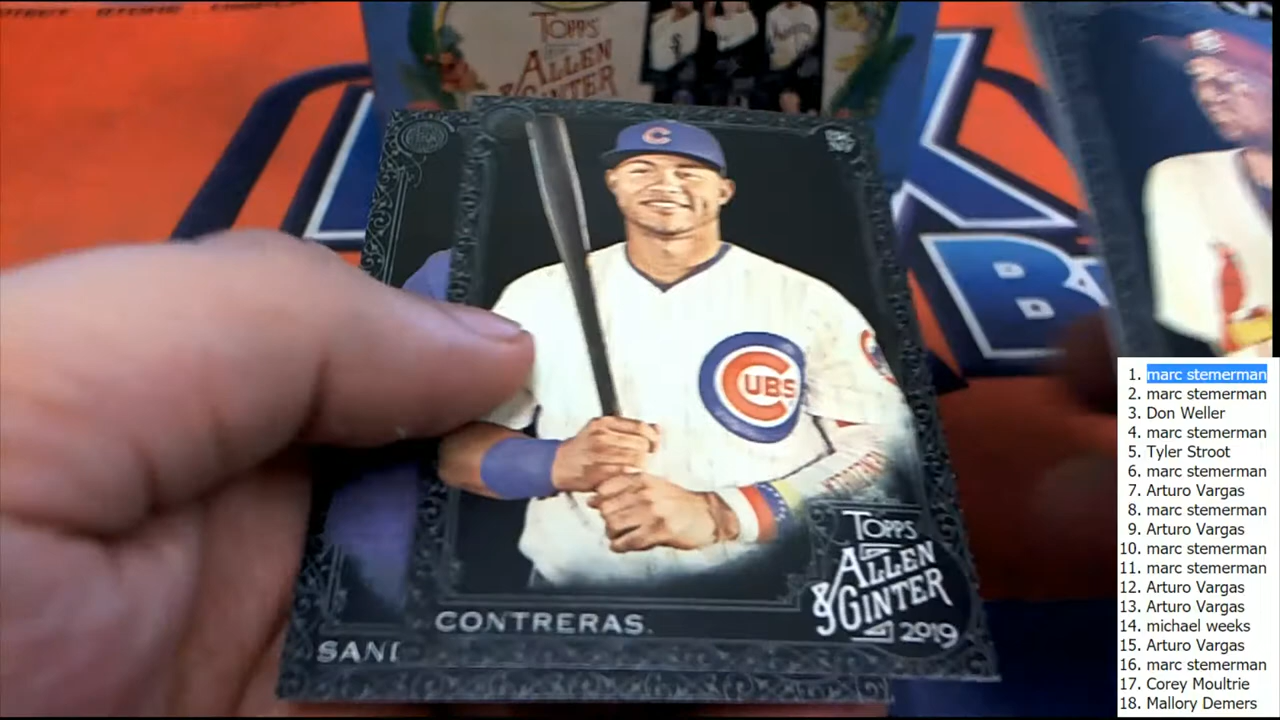 TOPPS
ALLEN
& GINTER
C
CUBS
TOPPS
ALLEN
& GINTER
2019
CONTRERAS.
SAN
B
1. marc stemerman
2. marc stemerman
3. Don Weller
4. marc stemerman
5. Tyler Stroot
6. marc stemerman
7. Arturo Vargas
8. marc stemerman
9. Arturo Vargas
10. marc stemerman
11. marc stemerman
12. Arturo Vargas
13. Arturo Vargas
14. michael weeks
15. Arturo Vargas
16. marc stemerman
17. Corey Moultrie
18. Mallory Demers